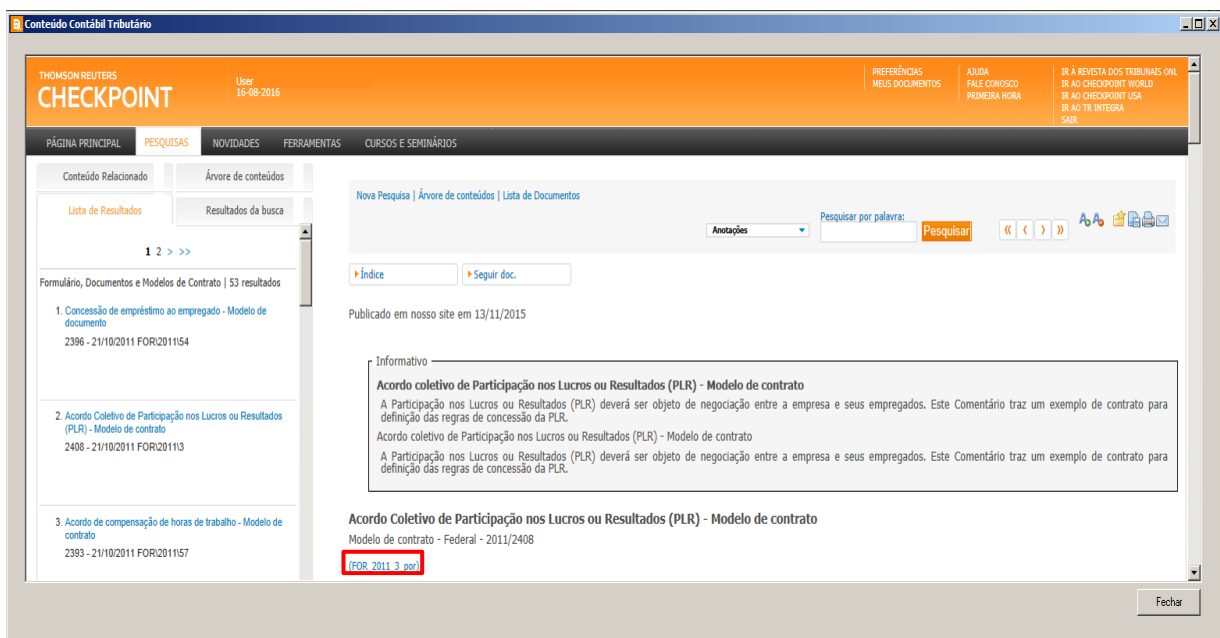 Conteúdo Contábil Tributário
THOMSON REUTERS
CHECKPOINT
User
16-08-2016
PREFERÊNCIAS
MEUS DOCUMENTOS
AJUDA
FALE CONOSCO
PRIMEIRA HORA
IR À REVISTA DOS TRIBUNAIS ONL
IR AO CHECKPOINT WORLD
IR AO CHECKPOINT USA
IR AO TR INTEGRA
SAIR
PÁGINA PRINCIPAL PESQUISAS NOVIDADES FERRAMENTAS CURSOS E SEMINÁRIOS
Conteúdo Relacionado Árvore de conteúdos
Lista de Resultados Resultados da busca
1 2 > >>
Formulário, Documentos e Modelos de Contrato | 53 resultados
1. Concessão de empréstimo ao empregado - Modelo de
documento
2396 - 21/10/2011 FOR\2011\54
2. Acordo Coletivo de Participação nos Lucros ou Resultados
(PLR) - Modelo de contrato
2408 - 21/10/2011 FOR\2011\3
3. Acordo de compensação de horas de trabalho - Modelo de
contrato
2393 - 21/10/2011 FOR\2011\57
Nova Pesquisa | Árvore de conteúdos | Lista de Documentos
Anotações
Pesquisar por palavra:
Pesquisar
Índice
Seguir doc.
Publicado em nosso site em 13/11/2015
Informativo
Acordo coletivo de Participação nos Lucros ou Resultados (PLR) - Modelo de contrato
A Participação nos Lucros ou Resultados (PLR) deverá ser objeto de negociação entre a empresa e seus empregados. Este Comentário traz um exemplo de contrato para
definição das regras de concessão da PLR.
Acordo coletivo de Participação nos Lucros ou Resultados (PLR) - Modelo de contrato
A Participação nos Lucros ou Resultados (PLR) deverá ser objeto de negociação entre a empresa e seus empregados. Este Comentário traz um exemplo de contrato para
definição das regras de concessão da PLR.
Acordo Coletivo de Participação nos Lucros ou Resultados (PLR) - Modelo de contrato
Modelo de contrato - Federal - 2011/2408
(FOR_2011_3_por)
Fechar